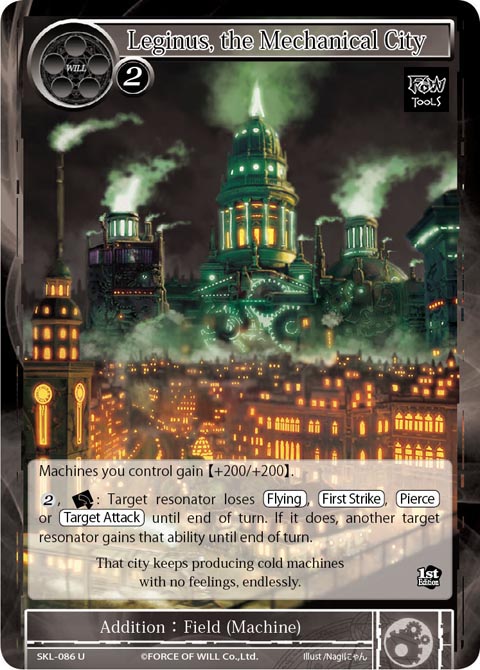 Leginus, the Mechanical City
WILL
2
FOW
TOOLS
Machines you control gain 【+200/+200】.
2, : Target resonator loses Flying, First Strike, Pierce
or Target Attack until end of turn. If it does, another target
resonator gains that ability until end of turn.
That city keeps producing cold machines
with no feelings, endlessly.
1st
Edition
Addition : Field (Machine)
SKL-086 U ©FORCE OF WILL Co.,Ltd. Illust /Nagiにゃん